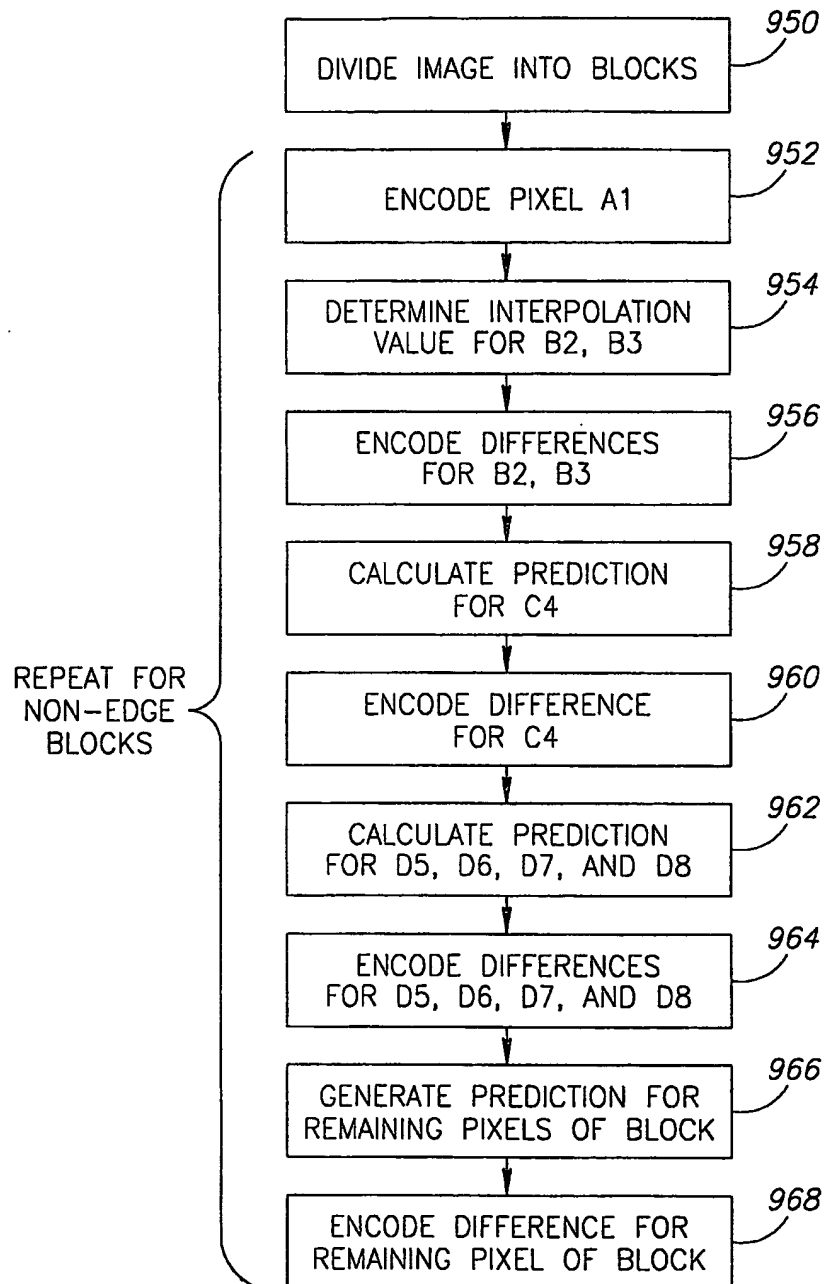 950
DIVIDE IMAGE INTO BLOCKS
952
ENCODE PIXEL A1
954
DETERMINE INTERPOLATION
VALUE FOR B2, B3
956
ENCODE DIFFERENCES
FOR B2, B3
958
CALCULATE PREDICTION
FOR C4
REPEAT FOR
NON-EDGE
BLOCKS
960
ENCODE DIFFERENCE
FOR C4
962
CALCULATE PREDICTION
FOR D5, D6, D7, AND D8
964
ENCODE DIFFERENCES
FOR D5, D6, D7, AND D8
966
GENERATE PREDICTION FOR
REMAINING PIXELS OF BLOCK
968
ENCODE DIFFERENCE FOR
REMAINING PIXEL OF BLOCK